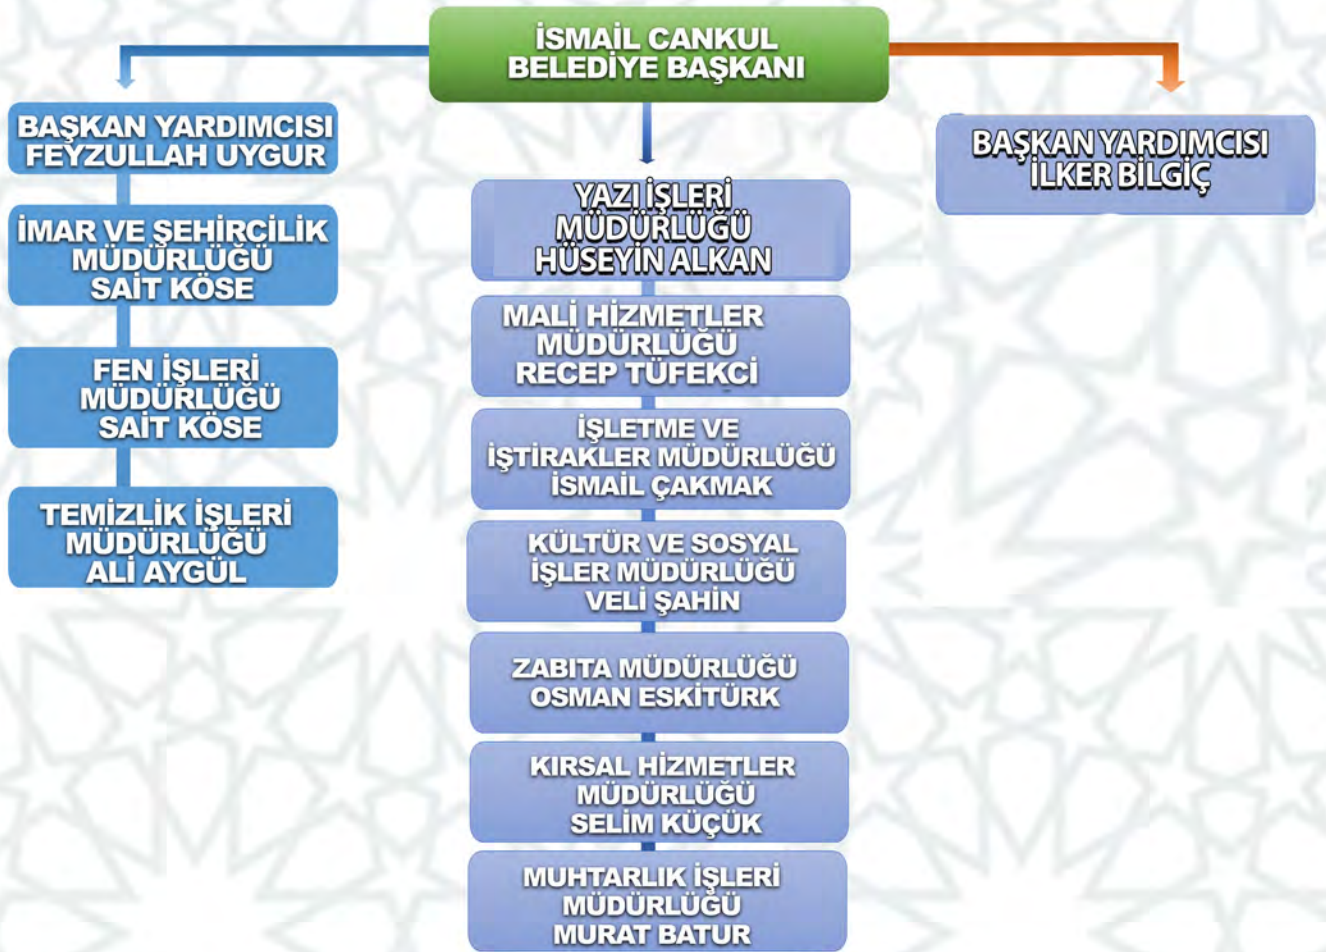 İSMAİL CANKUL
BELEDİYE BAŞKANI
BAŞKAN YARDIMCISI
FEYZULLAH UYGUR
İMAR VE ŞEHİRCİLİK
MÜDÜRLÜĞÜ
SAİT KÖSE
FEN İŞLERİ
MÜDÜRLÜĞÜ
SAİT KÖSE
TEMİZLİK İŞLERİ
MÜDÜRLÜĞÜ
ALİ AYGÜL
YAZI İŞLERİ
MÜDÜRLÜĞÜ
HÜSEYİN ALKAN
MALİ HİZMETLER
MÜDÜRLÜĞÜ
RECEP TÜFEKCİ
İŞLETME VE
İŞTİRAKLER MÜDÜRLÜĞÜ
İSMAİL ÇAKMAK
KÜLTÜR VE SOSYAL
İŞLER MÜDÜRLÜĞÜ
VELİ ŞAHİN
ZABITA MÜDÜRLÜĞÜ
OSMAN ESKİTÜRK
KIRSAL HİZMETLER
MÜDÜRLÜĞÜ
SELİM KÜÇÜK
MUHTARLIK İŞLERİ
MÜDÜRLÜĞÜ
MURAT BATUR
BAŞKAN YARDIMCISI
İLKER BİLGİÇ